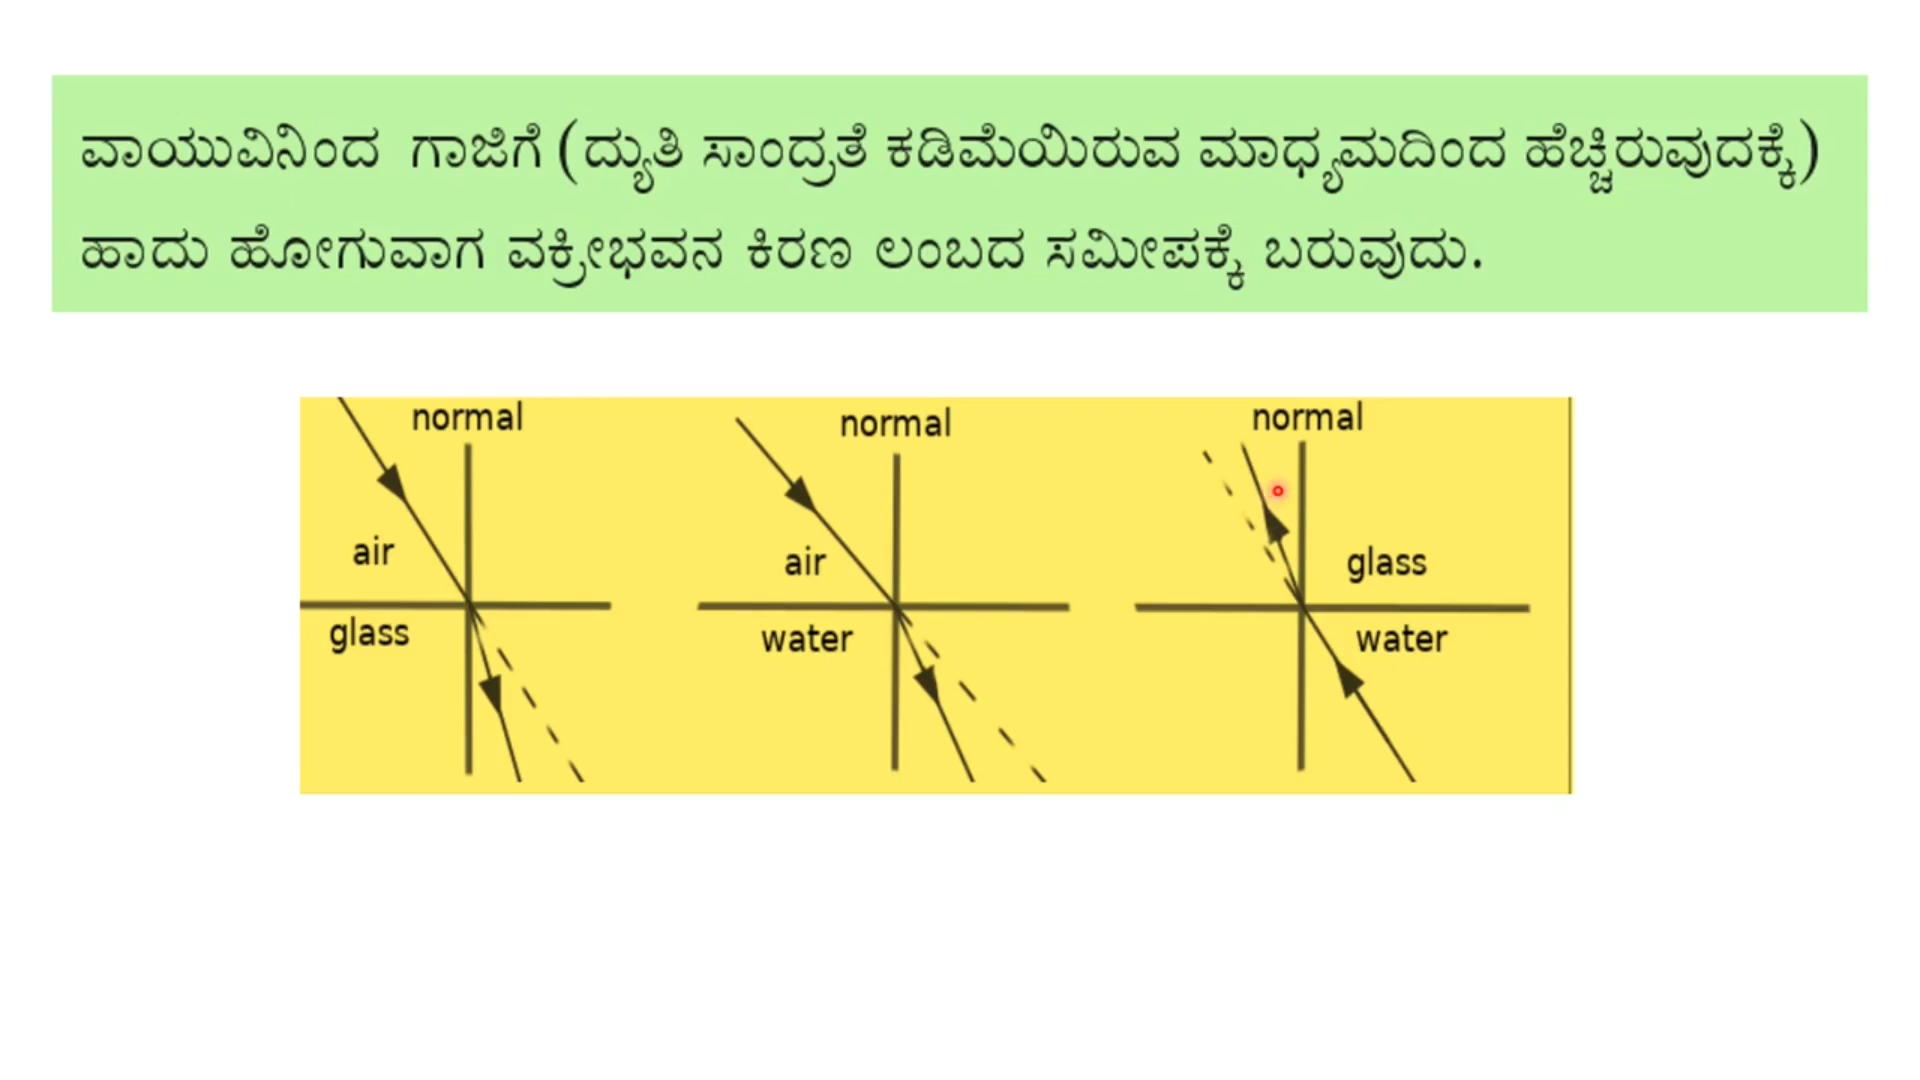 ವಾಯುವಿನಿಂದ ಗಾಜಿಗೆ (ದ್ಯುತಿ ಸಾಂದ್ರತೆ ಕಡಿಮೆಯಿರುವ ಮಾಧ್ಯಮದಿಂದ ಹೆಚ್ಚಿರುವುದಕ್ಕೆ)
ಹಾದು ಹೋಗುವಾಗ ವಕ್ರೀಭವನ ಕಿರಣ ಲಂಬದ ಸಮೀಪಕ್ಕೆ ಬರುವುದು.
normal
air
glass
normal
air
water
normal
glass
water